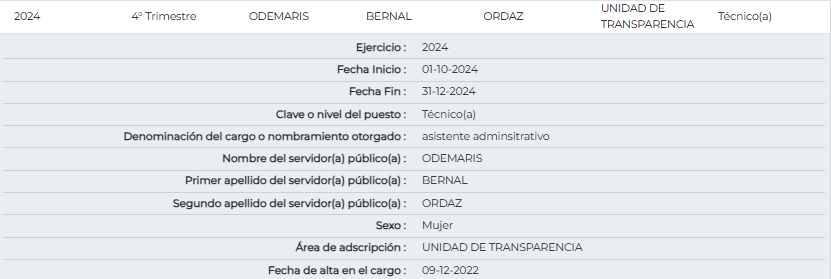 2024 4° Trimestre ODEMARIS BERNAL ORDAZ UNIDAD DE TRANSPARENCIA Técnico(a)
Ejercicio : 2024
Fecha Inicio : 01-10-2024
Fecha Fin : 31-12-2024
Clave o nivel del puesto : Técnico(a)
Denominación del cargo o nombramiento otorgado : asistente adminsitrativo
Nombre del servidor(a) público(a) : ODEMARIS
Primer apellido del servidor(a) público(a) : BERNAL
Segundo apellido del servidor(a) público(a) : ORDAZ
Sexo : Mujer
Área de adscripción : UNIDAD DE TRANSPARENCIA
Fecha de alta en el cargo : 09-12-2022